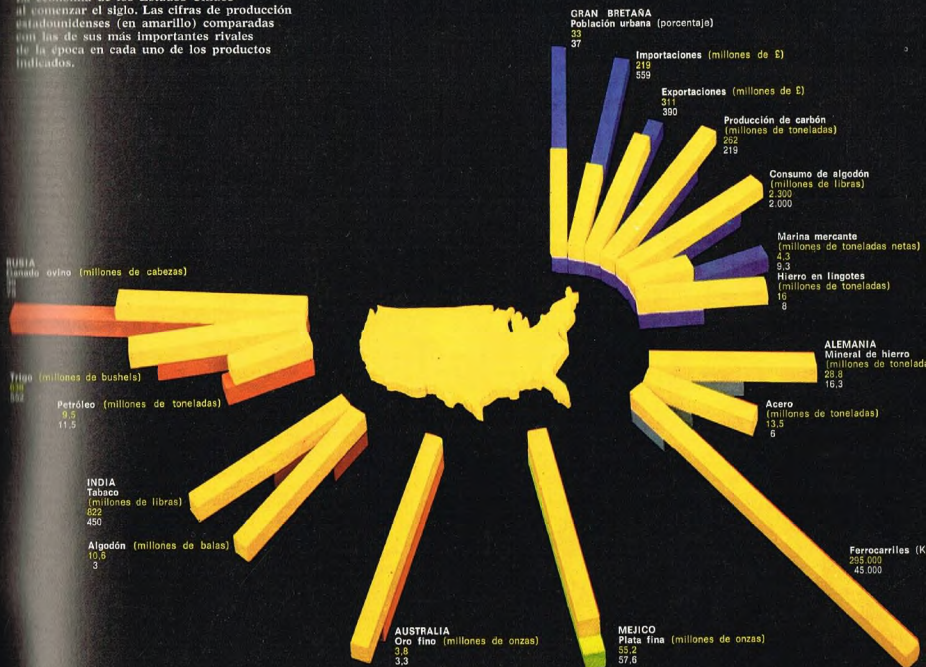 economía de los Estados Unidos
al comenzar el siglo. Las cifras de producción
estadounidenses (en amarillo) comparadas
con las de sus más importantes rivales
de la época en cada uno de los productos
indicados.
GRAN BRETAÑA
Población urbana (porcentaje)
33
37
Importaciones (millones de £)
219
559
Exportaciones (millones de £)
311
390
Producción de carbón
(millones de toneladas)
262
219
Consumo de algodón
(millones de libras)
2.300
2.000
Marina mercante
(millones de toneladas netas)
4,3
9,3
Hierro en lingotes
(millones de toneladas)
16
8
ALEMANIA
Mineral de hierro
(millones de tonelada
28,8
16,3
Acero
(millones de toneladas)
13,5
6
Ferrocarriles (K
295.000
45.000
MEJICO
Plata fina (millones de onzas)
55,2
57,6
AUSTRALIA
Oro fino (millones de onzas)
3,8
3,3
INDIA
Tabaco
(millones de libras)
822
450
Algodón (millones de balas)
10,6
3
RUSIA
Ganado ovino (millones de cabezas)
Trigo (millones de bushels)
552
Petróleo (millones de toneladas)
9,5
11,5